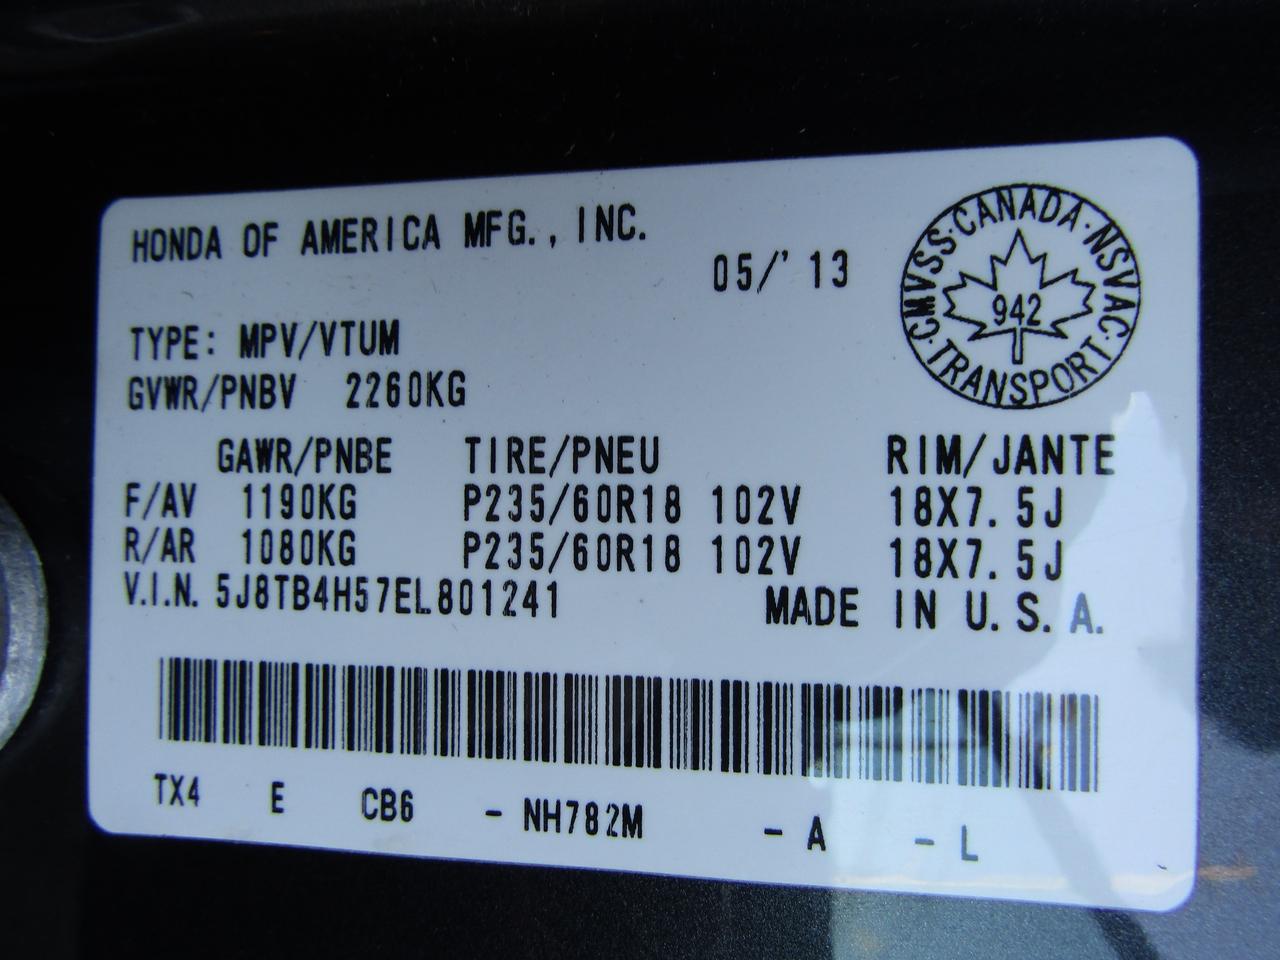 HONDA OF AMERICA MFG., INC.
05/'13
CMVSS·CANADA·NSVAC·TRANSPORT·
942
TYPE: MPV/VTUM
GVWR/PNBV 2260KG
GAWR/PNBE TIRE/PNEU RIM/JANTE
F/AV 1190KG P235/60R18 102V 18X7.5J
R/AR 1080KG P235/60R18 102V 18X7.5J
V.I.N. 5J8TB4H57EL801241 MADE IN U.S.A.
TX4 E CB6 - NH782M - A - L